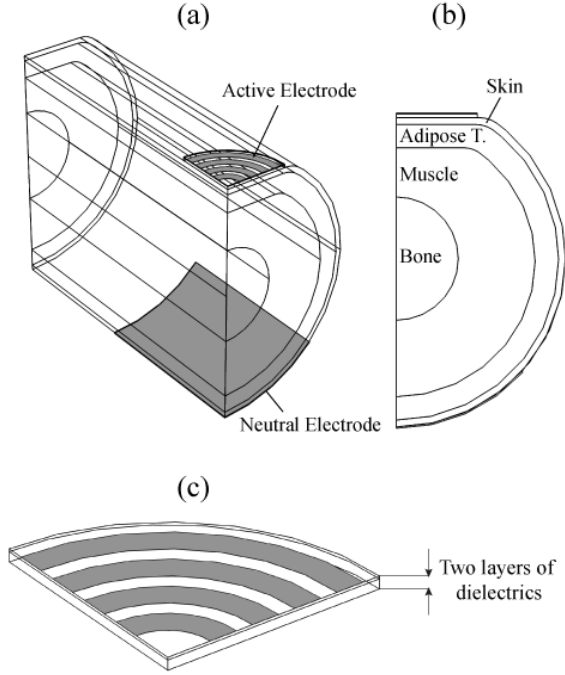 (a)
Active Electrode
Neutral Electrode
(b)
Skin
Adipose T.
Muscle
Bone
(c)
Two layers of
dielectrics